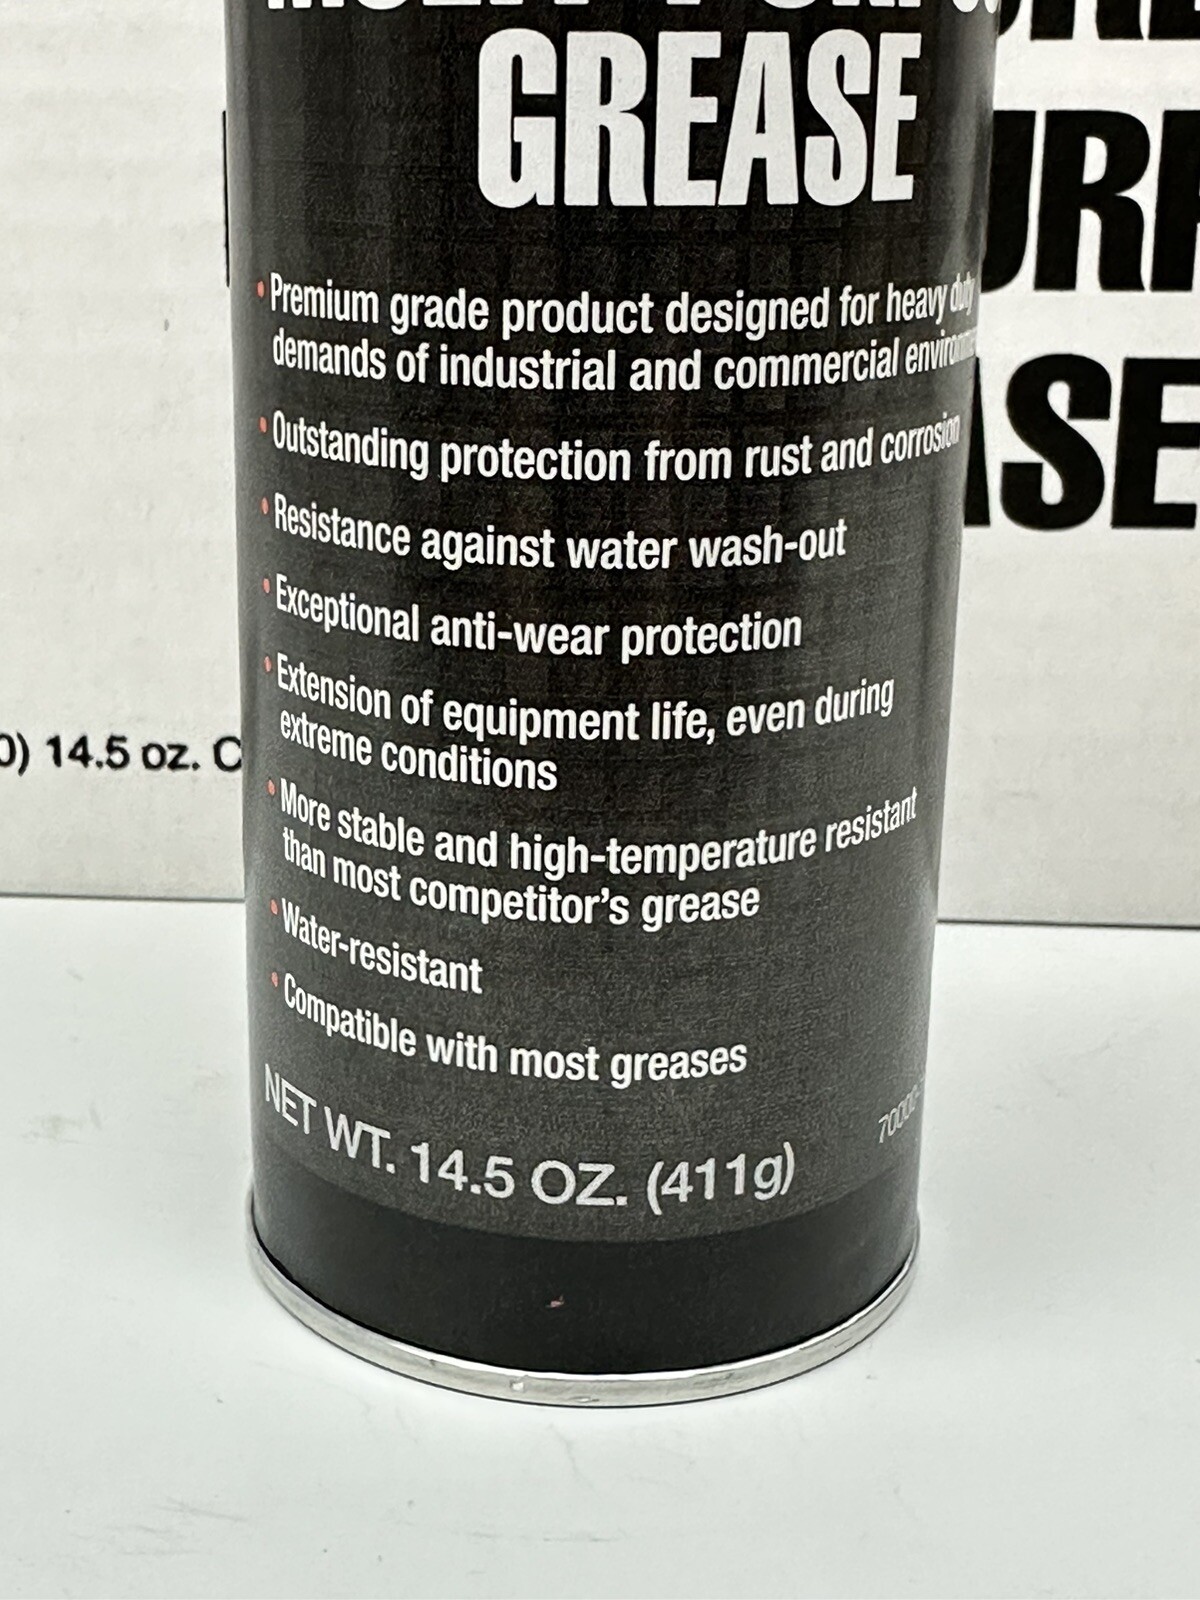 GREASE
• Premium grade product designed for heavy duty
demands of industrial and commercial
• Outstanding protection from rust and corrosion
• Resistance against water wash-out
• Exceptional anti-wear protection
• Extension of equipment life, even during
extreme conditions
• More stable and high-temperature resistant
than most competitor's grease
• Water-resistant
• Compatible with most greases
NET WT. 14.5 OZ. (411g)
0) 14.5 oz. C